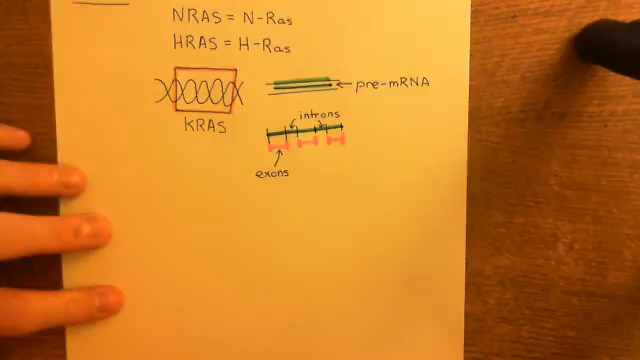 NRAS = N-Ras
HRAS = H-Ras
pre-mRNA
KRAS
introns
exons